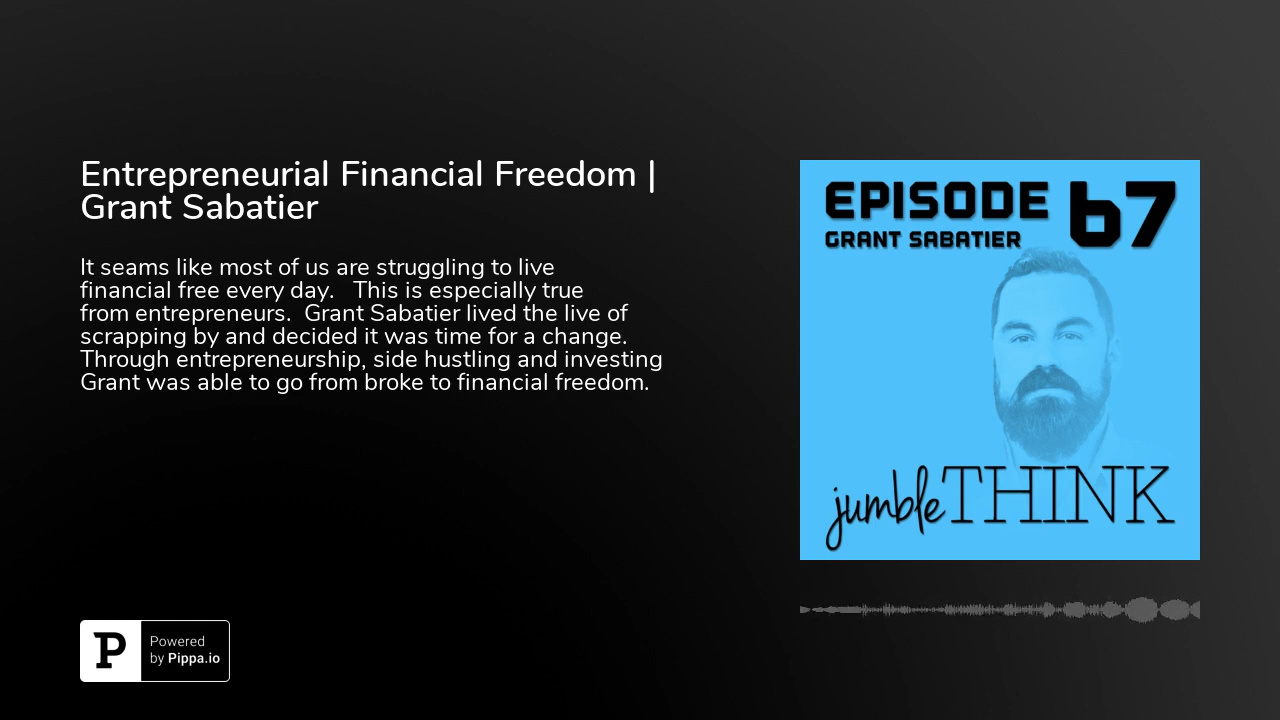 Entrepreneurial Financial Freedom |
Grant Sabatier
It seams like most of us are struggling to live
financial free every day.   This is especially true
from entrepreneurs.  Grant Sabatier lived the live of
scrapping by and decided it was time for a change.
Through entrepreneurship, side hustling and investing
Grant was able to go from broke to financial freedom.
EPISODE 67
GRANT SABATIER
jumbleTHINK
P
Powered
by Pippa.io